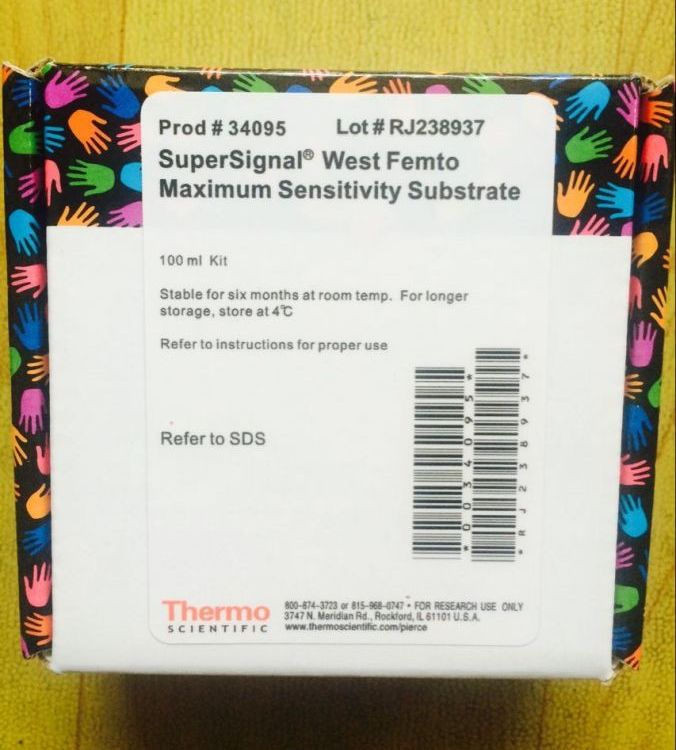 Prod # 34095 Lot # RJ238937
SuperSignal® West Femto
Maximum Sensitivity Substrate
100 ml Kit
Stable for six months at room temp. For longer
storage, store at 4℃
Refer to instructions for proper use
Refer to SDS
*0034095*
*RJ238937*
Thermo
SCIENTIFIC
800-874-3723 or 815-968-0747 • FOR RESEARCH USE ONLY
3747 N. Meridian Rd., Rockford, IL 61101 U.S.A.
www.thermoscientific.com/pierce